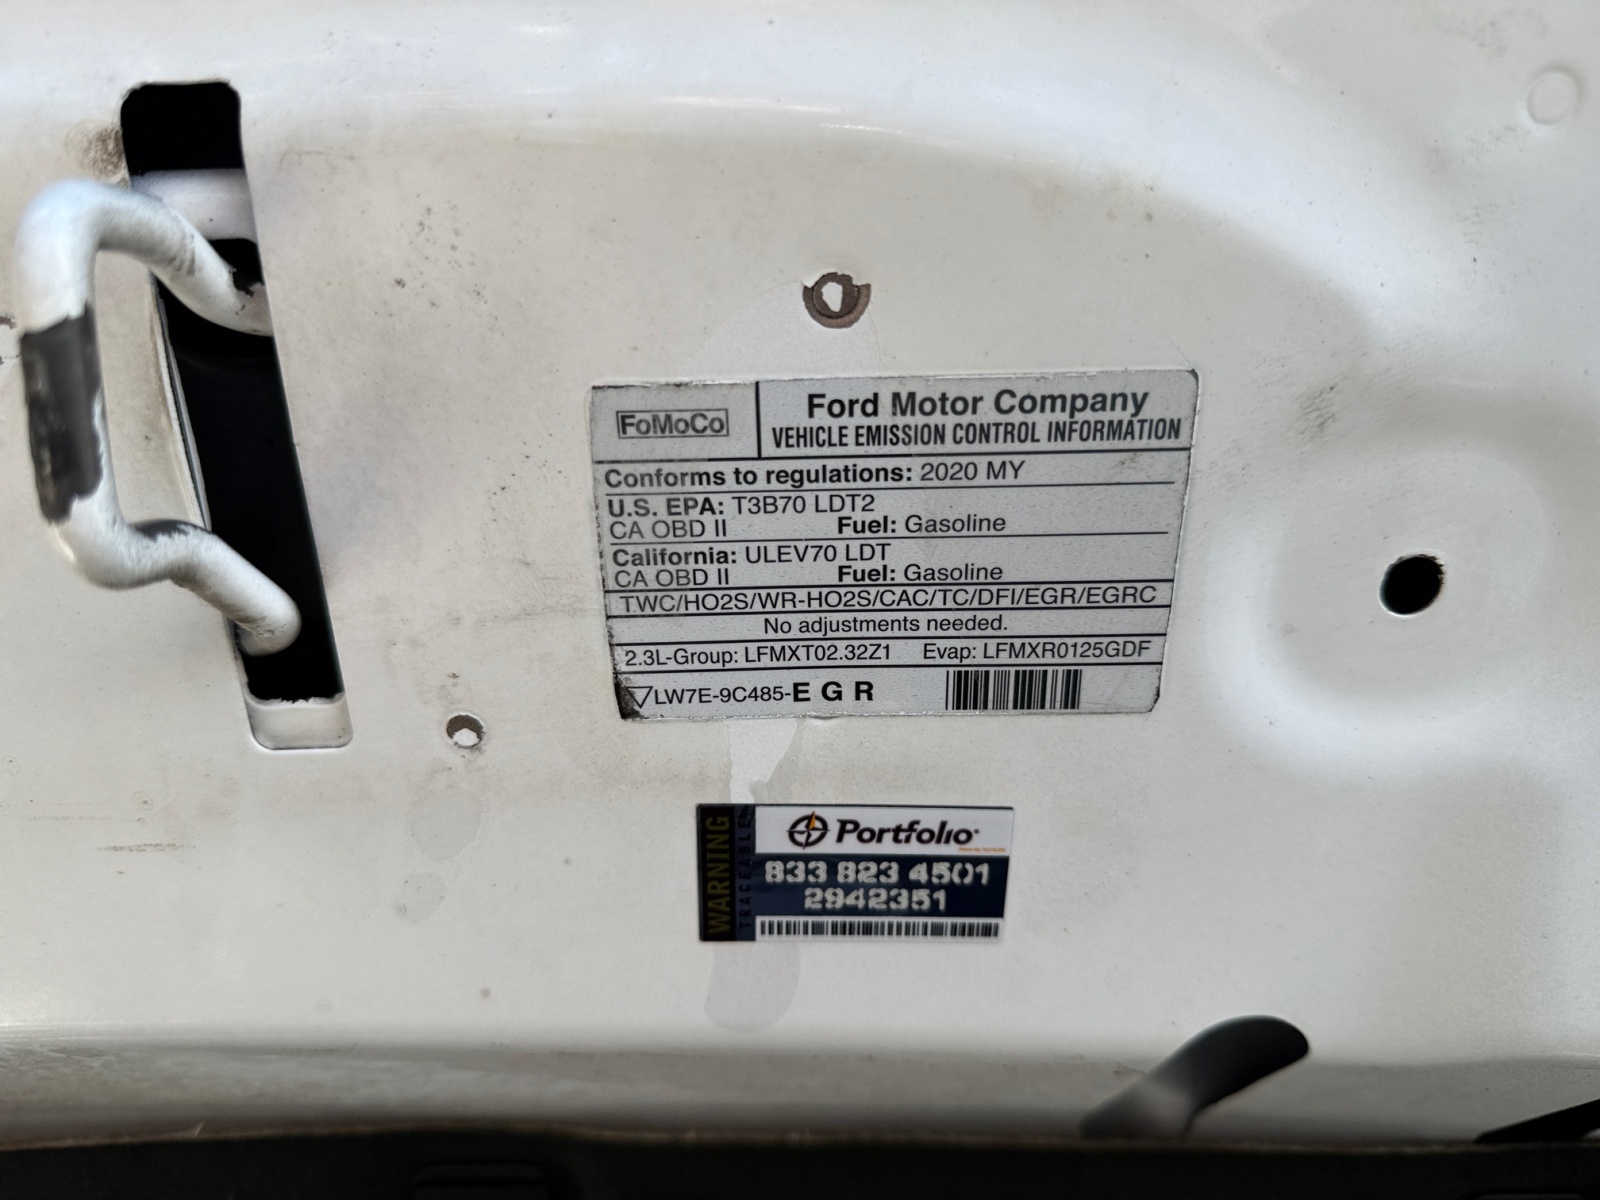 FoMoCo
Ford Motor Company
VEHICLE EMISSION CONTROL INFORMATION
Conforms to regulations: 2020 MY
U.S. EPA: T3B70 LDT2
CA OBD II Fuel: Gasoline
California: ULEV70 LDT
CA OBD II Fuel: Gasoline
TWC/HO2S/WR-HO2S/CAC/TC/DFI/EGR/EGRC
No adjustments needed.
2.3L-Group: LFMXT02.32Z1 Evap: LFMXR0125GDF
LW7E-9C485-EGR
WARNING
TRACEABLE
Portfolio
833 823 4501
2942351